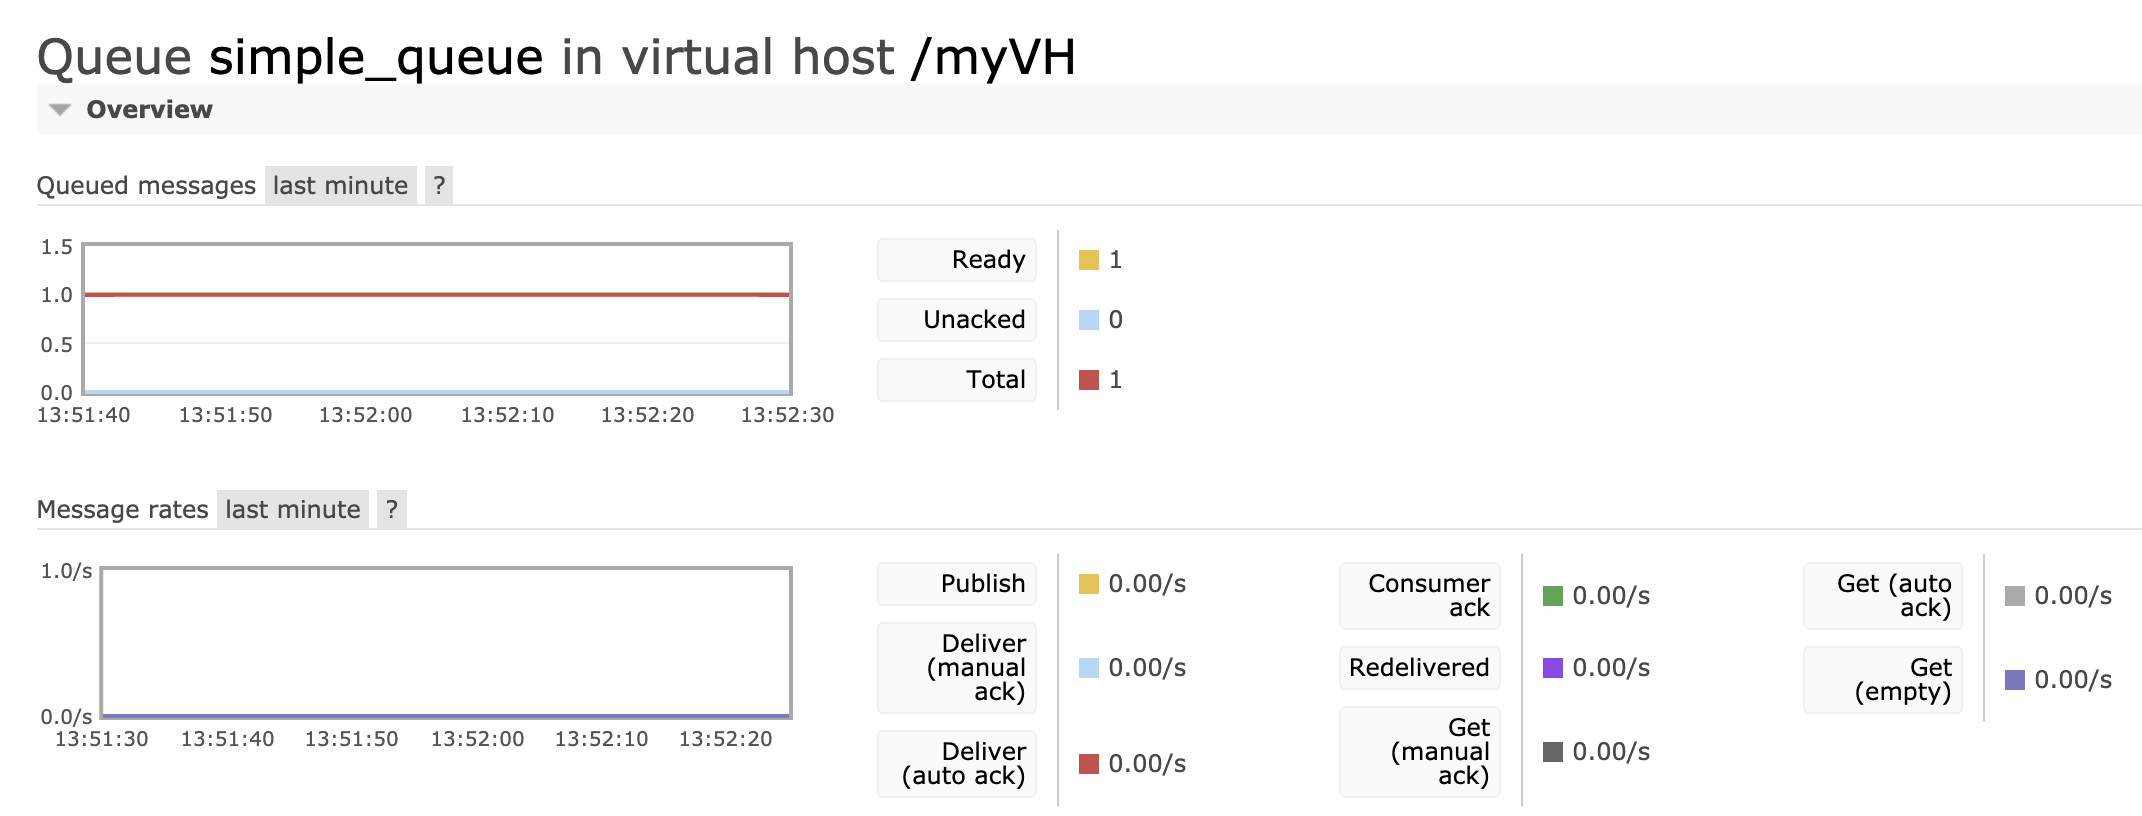 Queue simple_queue in virtual host /myVH
Overview
Queued messages last minute ?
1.5
1.0
0.5
0.0
13:51:40 13:51:50 13:52:00 13:52:10 13:52:20 13:52:30
Ready 1
Unacked 0
Total 1
Message rates last minute ?
1.0/s
0.0/s
13:51:30 13:51:40 13:51:50 13:52:00 13:52:10 13:52:20
Publish 0.00/s
Deliver
(manual
ack) 0.00/s
Deliver
(auto ack) 0.00/s
Consumer
ack 0.00/s
Redelivered 0.00/s
Get
(manual
ack) 0.00/s
Get (auto
ack) 0.00/s
Get
(empty) 0.00/s